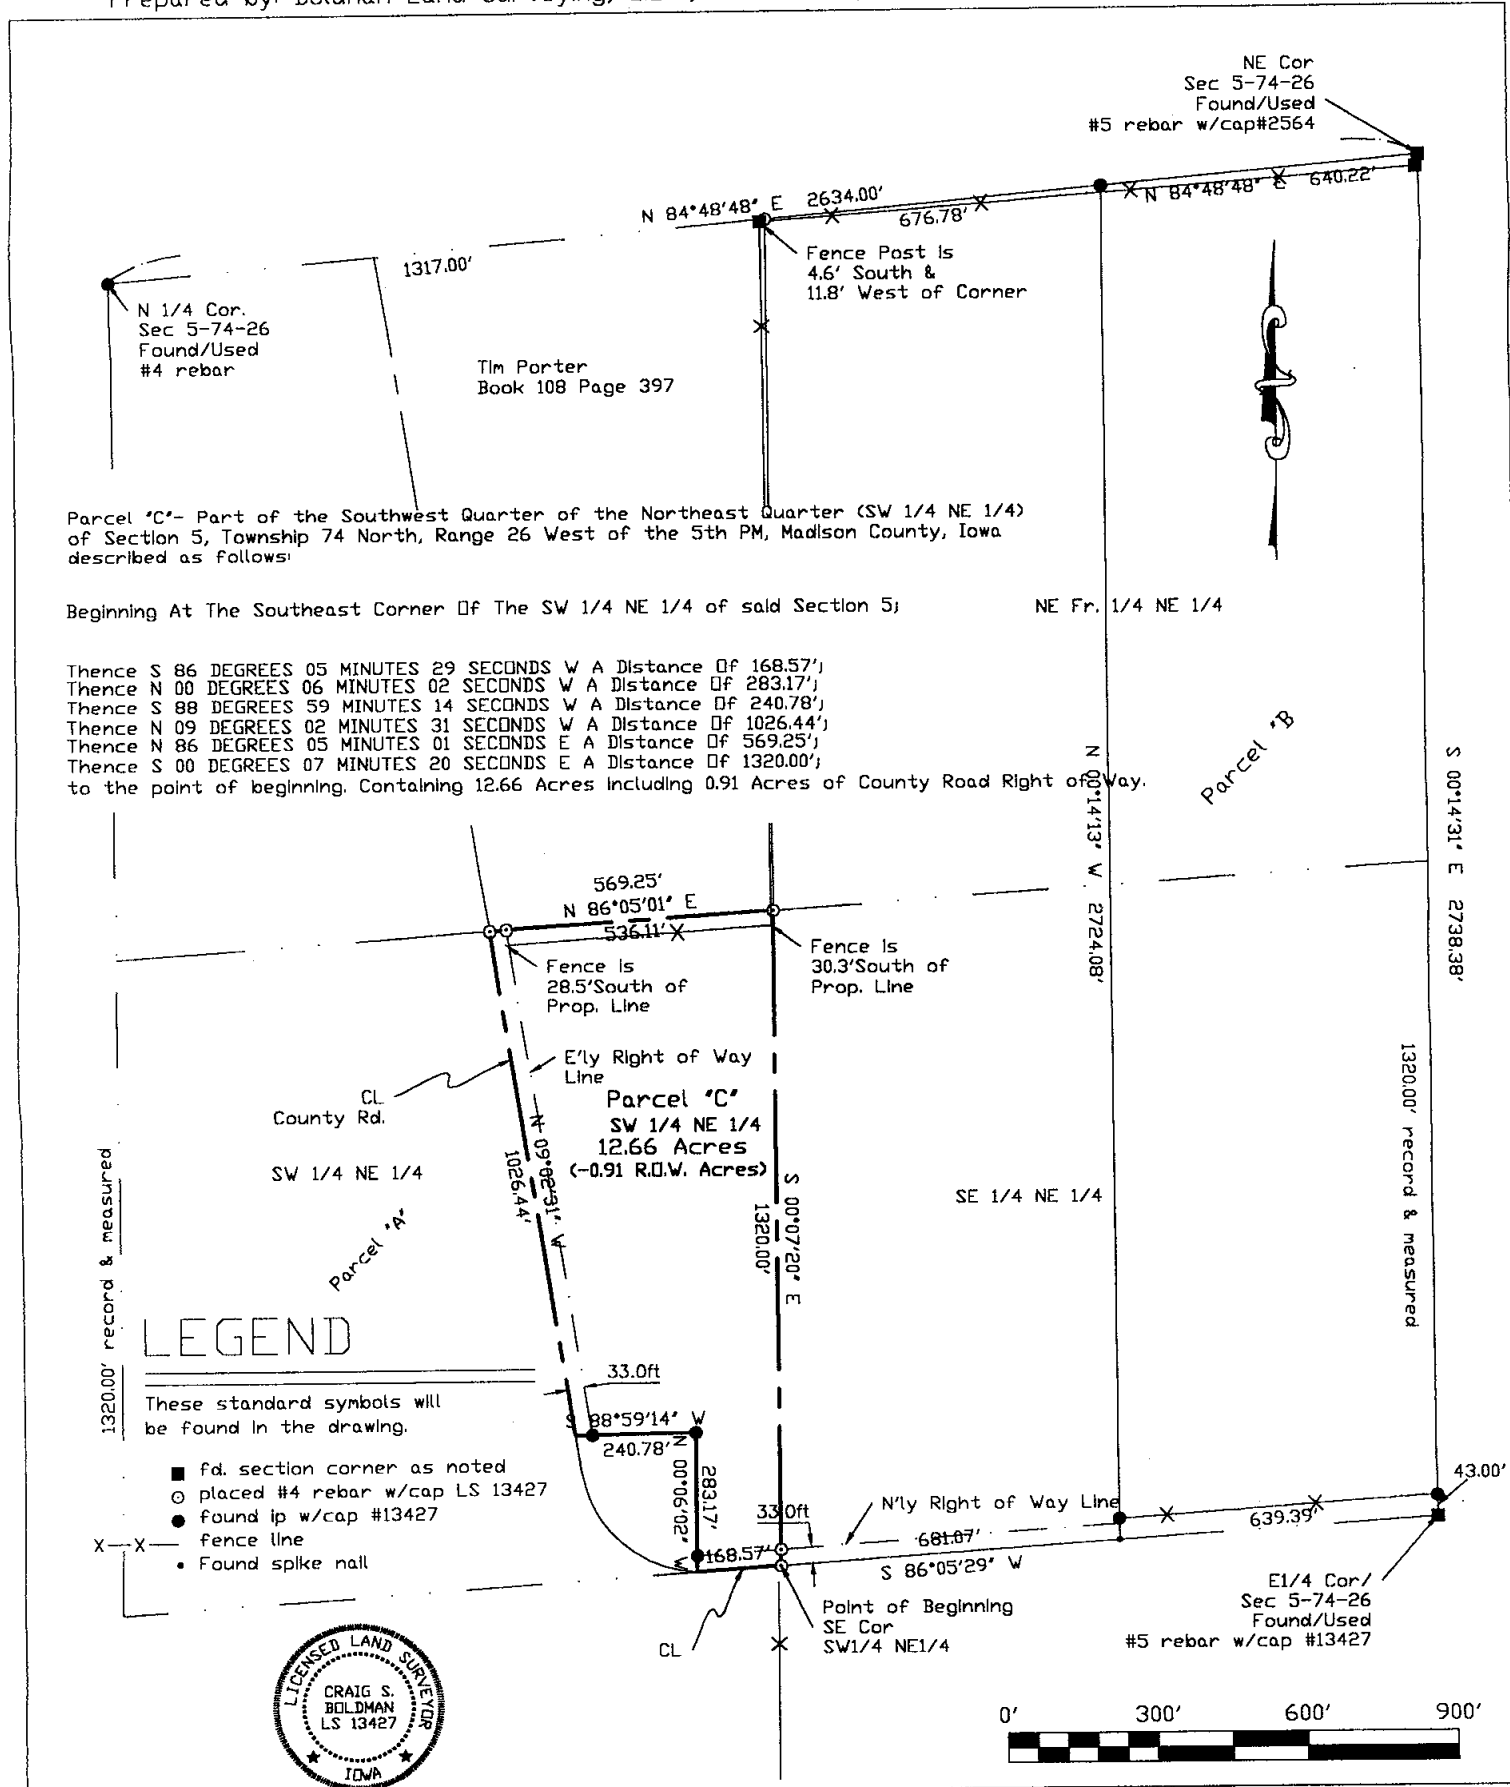 NE Cor
Sec 5-74-26
Found/Used
#5 rebar w/cap#2564
N 84°48'48" E 2634.00'
676.78'
N 84°48'48" E 640.22'
1317.00'
Fence Post Is
4.6' South &
11.8' West of Corner
N 1/4 Cor.
Sec 5-74-26
Found/Used
#4 rebar
Tim Porter
Book 108 Page 397
Parcel "C"- Part of the Southwest Quarter of the Northeast Quarter (SW 1/4 NE 1/4)
of Section 5, Township 74 North, Range 26 West of the 5th PM, Madison County, Iowa
described as follows:
Beginning At The Southeast Corner Of The SW 1/4 NE 1/4 of said Section 5;
NE Fr. 1/4 NE 1/4
Thence S 86 DEGREES 05 MINUTES 29 SECONDS W A Distance Of 168.57';
Thence N 00 DEGREES 06 MINUTES 02 SECONDS W A Distance Of 283.17';
Thence S 88 DEGREES 59 MINUTES 14 SECONDS W A Distance Of 240.78';
Thence N 09 DEGREES 02 MINUTES 31 SECONDS W A Distance Of 1026.44';
Thence N 86 DEGREES 05 MINUTES 01 SECONDS E A Distance Of 569.25';
Thence S 00 DEGREES 07 MINUTES 20 SECONDS E A Distance Of 1320.00';
to the point of beginning. Containing 12.66 Acres including 0.91 Acres of County Road Right of Way.
Parcel "B
N 00°14'13" W 2724.08'
S 00°14'31" E 2738.38'
569.25'
N 86°05'01" E
536.11'
Fence Is
28.5'South of
Prop. Line
Fence Is
30.3'South of
Prop. Line
E'ly Right of Way
Line
CL
County Rd.
Parcel "C"
SW 1/4 NE 1/4
12.66 Acres
(-0.91 R.O.W. Acres)
N 09°02'31" W
1026.44'
S 00°07'20" E
1320.00'
SW 1/4 NE 1/4
Parcel "A"
SE 1/4 NE 1/4
1320.00' record & measured
1320.00' record & measured
LEGEND
These standard symbols will
be found in the drawing.
fd. section corner as noted
placed #4 rebar w/cap LS 13427
found ip w/cap #13427
X—X— fence line
Found spike nail
33.0ft
S 88°59'14" W
240.78'
N 00°06'02" W
283.17'
33.0ft
168.57'
N'ly Right of Way Line
681.07'
S 86°05'29" W
639.39'
43.00'
Point of Beginning
SE Cor
SW1/4 NE1/4
CL
E1/4 Cor/
Sec 5-74-26
Found/Used
#5 rebar w/cap #13427
LICENSED LAND SURVEYOR
CRAIG S.
BOLDMAN
LS 13427
IOWA
0' 300' 600' 900'